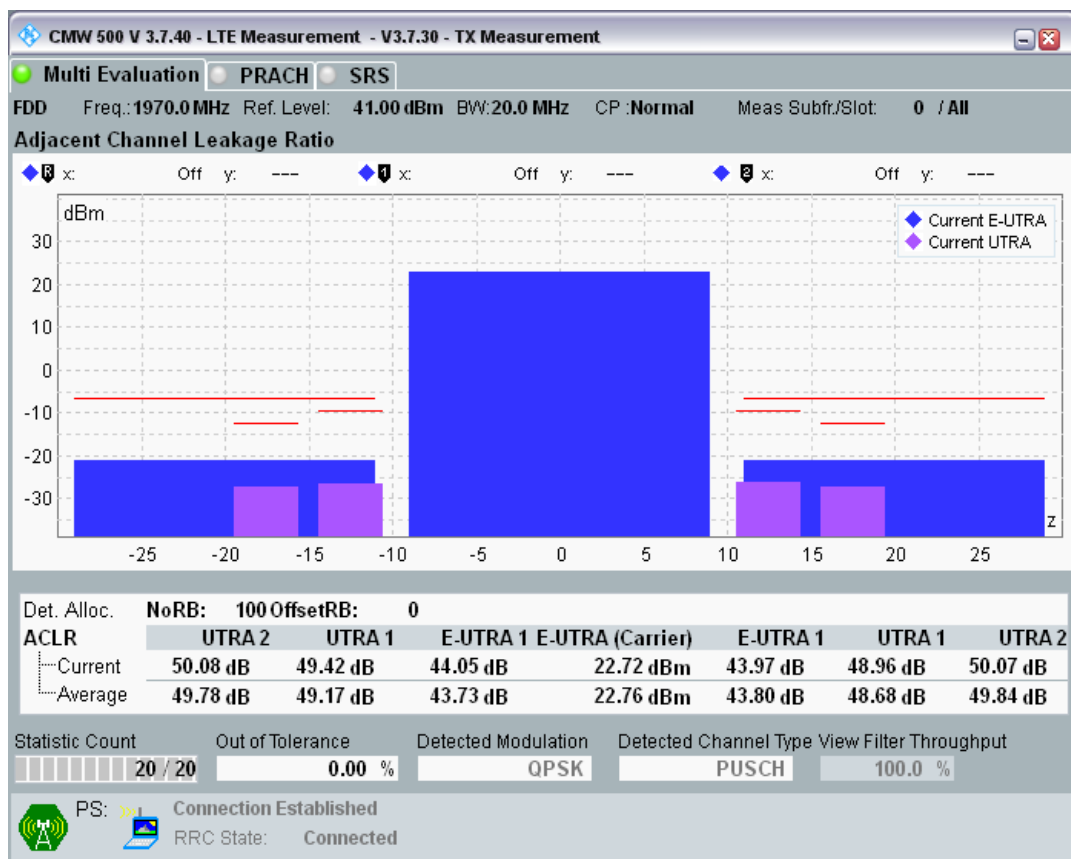 CMW 500 V 3.7.40 - LTE Measurement - V3.7.30 - TX Measurement
Multi Evaluation PRACH SRS
FDD Freq.:1970.0 MHz Ref. Level: 41.00 dBm BW:20.0 MHz CP :Normal Meas Subfr./Slot: 0 / All
Adjacent Channel Leakage Ratio
R x: Off y: --- 1 x: Off y: --- 2 x: Off y: ---
dBm
Current E-UTRA
Current UTRA
30
20
10
0
-10
-20
-30
z
-25 -20 -15 -10 -5 0 5 10 15 20 25
Det. Alloc. NoRB: 100 OffsetRB: 0
ACLR UTRA 2 UTRA 1 E-UTRA 1 E-UTRA (Carrier) E-UTRA 1 UTRA 1 UTRA 2
Current 50.08 dB 49.42 dB 44.05 dB 22.72 dBm 43.97 dB 48.96 dB 50.07 dB
Average 49.78 dB 49.17 dB 43.73 dB 22.76 dBm 43.80 dB 48.68 dB 49.84 dB
Statistic Count Out of Tolerance Detected Modulation Detected Channel Type View Filter Throughput
20 / 20 0.00 % QPSK PUSCH 100.0 %
PS: Connection Established
RRC State: Connected